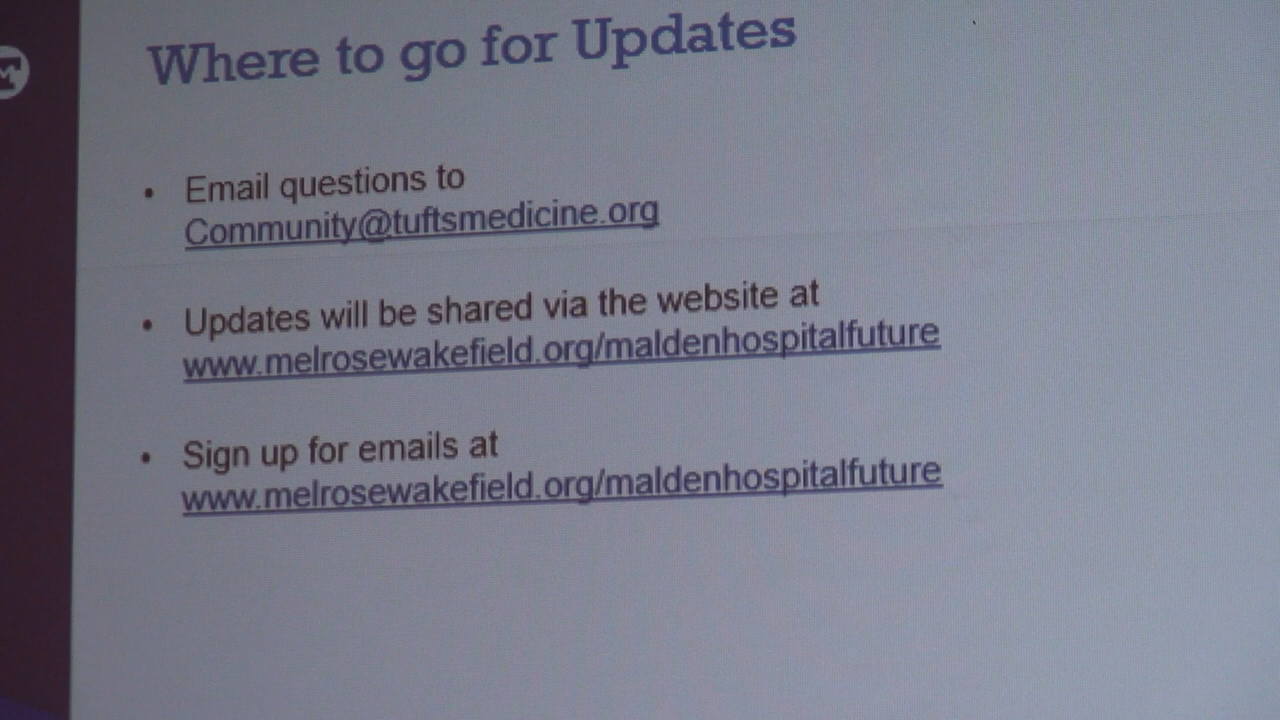 Where to go for Updates
• Email questions to
Community@tuftsmedicine.org
• Updates will be shared via the website at
www.melrosewakefield.org/maldenhospitalfuture
• Sign up for emails at
www.melrosewakefield.org/maldenhospitalfuture